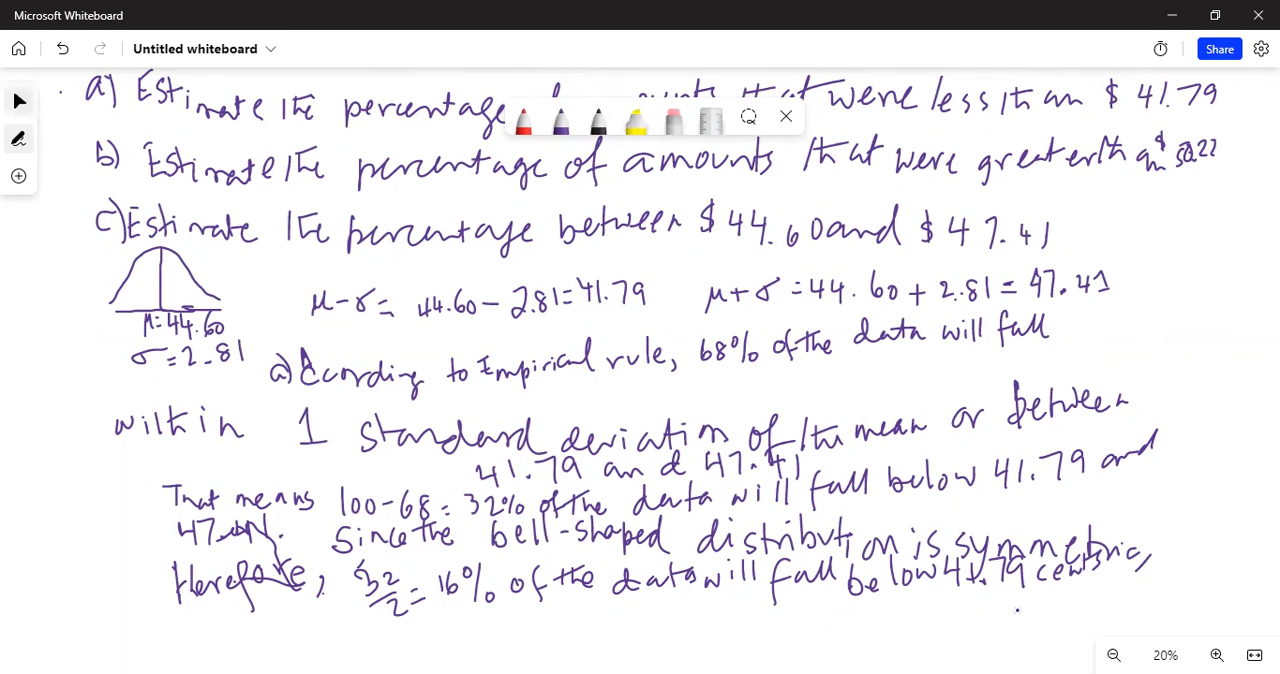 Microsoft Whiteboard
Untitled whiteboard
Share
a) Estimate the percentage that were less than $ 41.79
b) Estimate the percentage of amounts that were greater than $
c) Estimate the percentage between $ 44.60 and $ 47.41
μ=44.60
σ=2.81
μ-σ= 44.60-2.81=41.79 μ+σ=44.60+2.81=47.41
a) According to Empirical rule, 68% of the data will fall
within 1 standard deviation of the mean or between
41.79 and 47.41
That means 100-68=32% of the data will fall below 41.79 and
Since the bell-shaped distribution is symmetric,
Therefore, 32/2=16% of the data will fall below 41.79 cents
20%